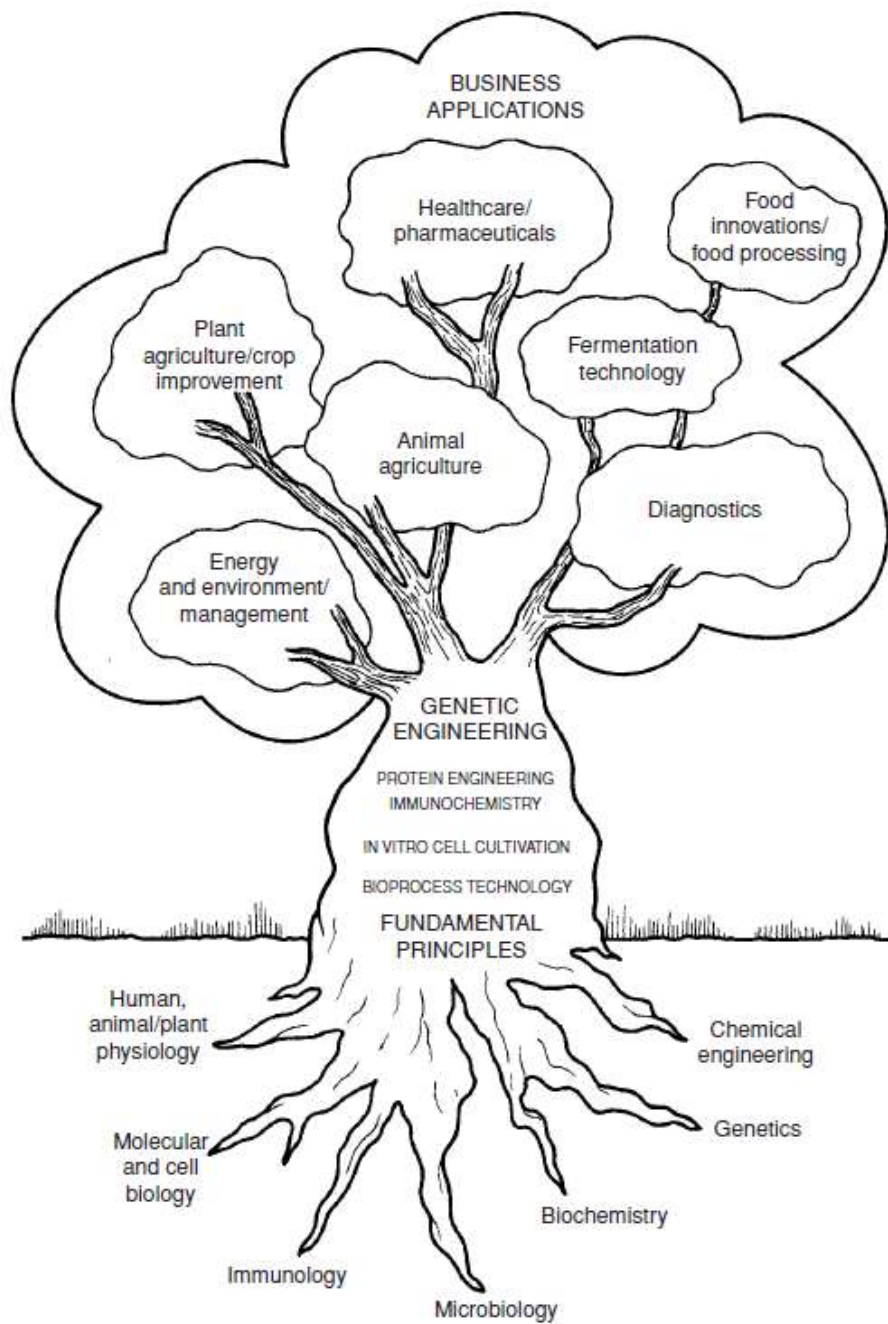 BUSINESS
APPLICATIONS
Healthcare/
pharmaceuticals
Food
innovations/
food processing
Plant
agriculture/crop
improvement
Fermentation
technology
Animal
agriculture
Diagnostics
Energy
and environment/
management
GENETIC
ENGINEERING
PROTEIN ENGINEERING
IMMUNOCHEMISTRY
IN VITRO CELL CULTIVATION
BIOPROCESS TECHNOLOGY
FUNDAMENTAL
PRINCIPLES
Human,
animal/plant
physiology
Chemical
engineering
Molecular
and cell
biology
Genetics
Biochemistry
Immunology
Microbiology